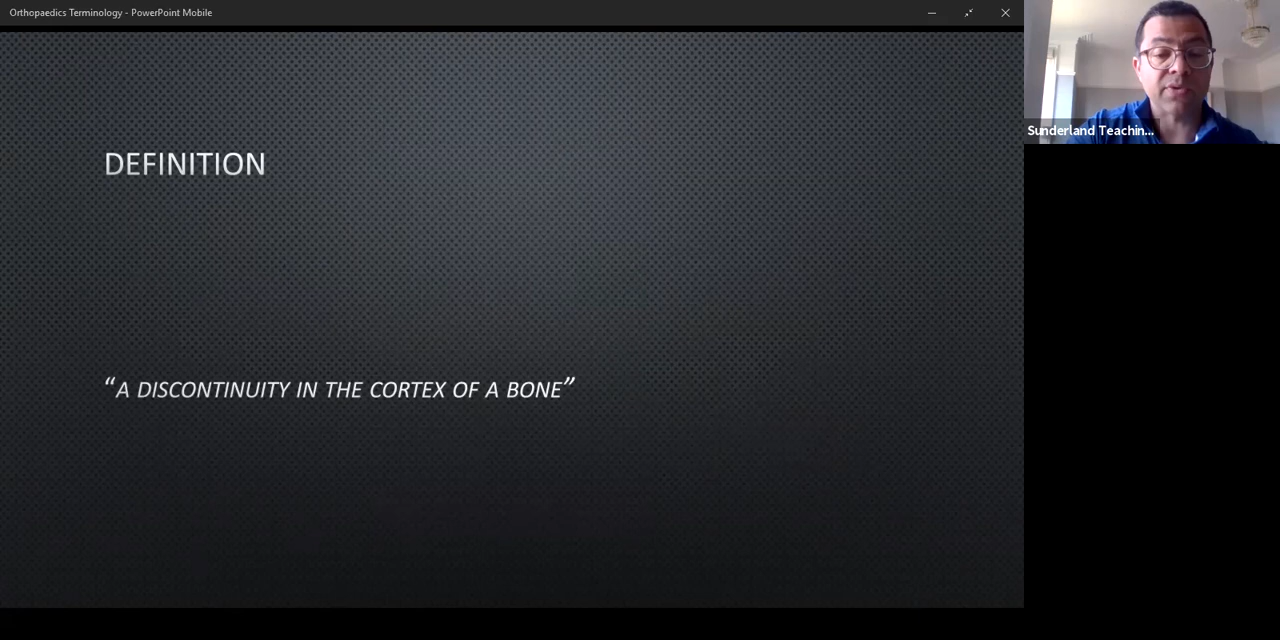 Orthopaedics Terminology - PowerPoint Mobile
Sunderland Teachin...
DEFINITION
“A DISCONTINUITY IN THE CORTEX OF A BONE”